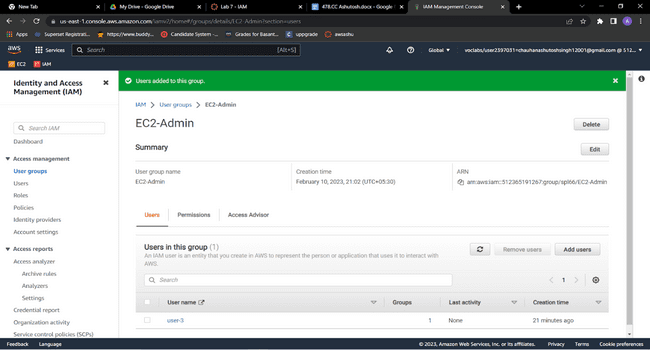 New Tab
My Drive - Google Drive
Lab 7 - IAM
478.CC Ashutosh.docx - Google
IAM Management Console
us-east-1.console.aws.amazon.com/iamv2/home#/groups/details/EC2-Admin?section=users
Superset
https://www.buddy...
Candidate System -...
Grades for Basant...
uppgrade
awsashu
aws
Services
Search
[Alt+S]
Global
voclabs/user2397031=chauhanashutoshsingh12001@gmail.com @ 512...
EC2
IAM
Identity and Access
Management (IAM)
Search IAM
Dashboard
Access management
User groups
Users
Roles
Policies
Identity providers
Account settings
Access reports
Access analyzer
Archive rules
Analyzers
Settings
Credential report
Organization activity
Service control policies (SCPs)
Users added to this group.
IAM > User groups > EC2-Admin
EC2-Admin
Delete
Summary
Edit
User group name
EC2-Admin
Creation time
February 10, 2023, 21:02 (UTC+05:30)
ARN
arn:aws:iam::512365191267:group/spl66/EC2-Admin
Users
Permissions
Access Advisor
Users in this group (1)
An IAM user is an entity that you create in AWS to represent the person or application that uses it to interact with
AWS.
Remove users
Add users
Search
1
User name
Groups
Last activity
Creation time
user-3
1
None
21 minutes ago
Feedback
Language
© 2023, Amazon Web Services, Inc. or its affiliates.
Privacy
Terms
Cookie preferences